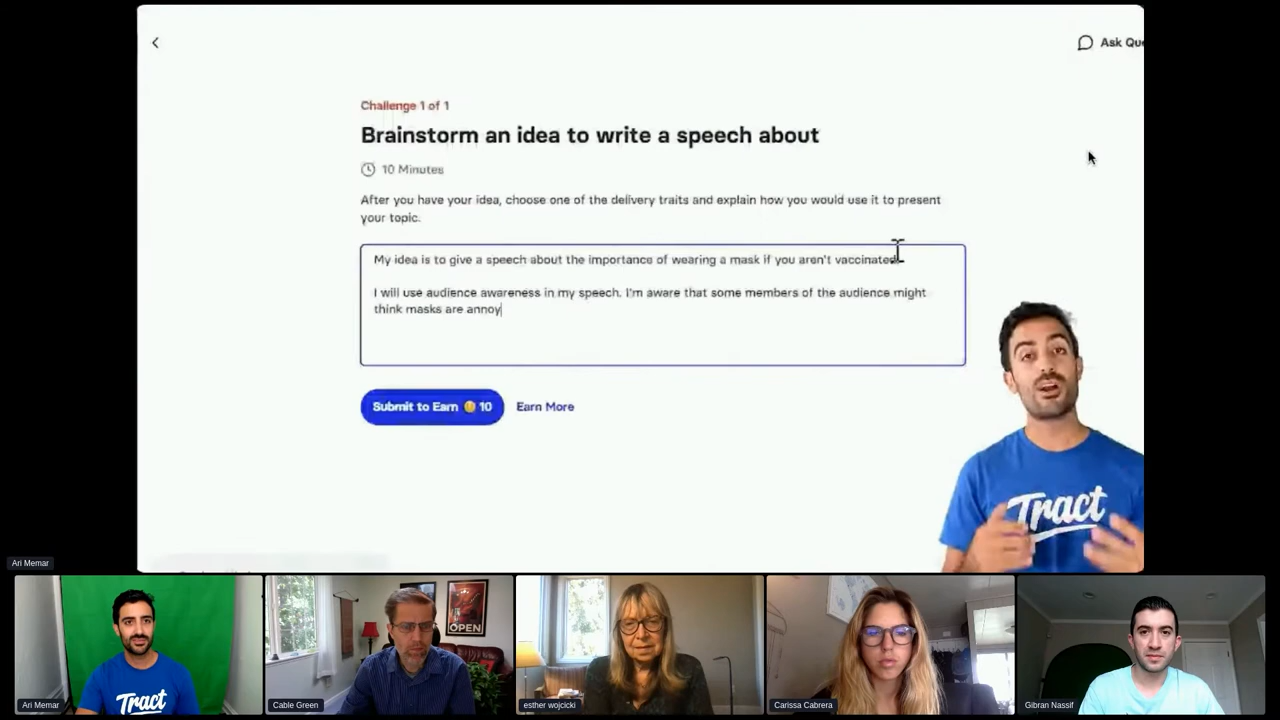 Ask Que
Challenge 1 of 1
Brainstorm an idea to write a speech about
10 Minutes
After you have your idea, choose one of the delivery traits and explain how you would use it to present
your topic.
My idea is to give a speech about the importance of wearing a mask if you aren't vaccinated
I will use audience awareness in my speech. I'm aware that some members of the audience might
think masks are annoy
Submit to Earn 10
Earn More
Tract
Ari Memar
OPEN
Tract
Ari Memar
Cable Green
esther wojcicki
Carissa Cabrera
Gibran Nassif